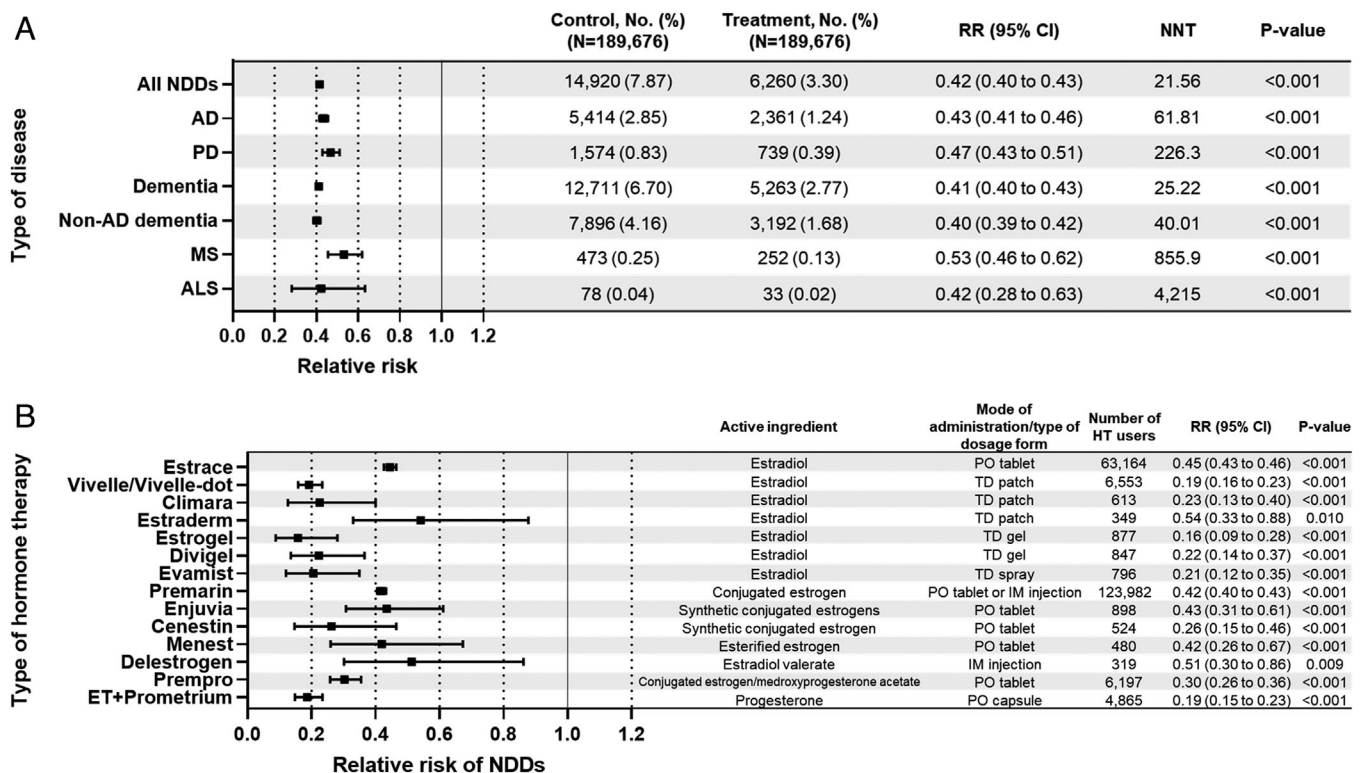 A
Control, No. (%) Treatment, No. (%) RR (95% CI) NNT P-value
(N=189,676) (N=189,676)
Type of disease
All NDDs 14,920 (7.87) 6,260 (3.30) 0.42 (0.40 to 0.43) 21.56 <0.001
AD 5,414 (2.85) 2,361 (1.24) 0.43 (0.41 to 0.46) 61.81 <0.001
PD 1,574 (0.83) 739 (0.39) 0.47 (0.43 to 0.51) 226.3 <0.001
Dementia 12,711 (6.70) 5,263 (2.77) 0.41 (0.40 to 0.43) 25.22 <0.001
Non-AD dementia 7,896 (4.16) 3,192 (1.68) 0.40 (0.39 to 0.42) 40.01 <0.001
MS 473 (0.25) 252 (0.13) 0.53 (0.46 to 0.62) 855.9 <0.001
ALS 78 (0.04) 33 (0.02) 0.42 (0.28 to 0.63) 4,215 <0.001
0.0 0.2 0.4 0.6 0.8 1.0 1.2
Relative risk
B
Active ingredient Mode of administration/type of dosage form Number of HT users RR (95% CI) P-value
Type of hormone therapy
Estrace Estradiol PO tablet 63,164 0.45 (0.43 to 0.46) <0.001
Vivelle/Vivelle-dot Estradiol TD patch 6,553 0.19 (0.16 to 0.23) <0.001
Climara Estradiol TD patch 613 0.23 (0.13 to 0.40) <0.001
Estraderm Estradiol TD patch 349 0.54 (0.33 to 0.88) 0.010
Estrogel Estradiol TD gel 877 0.16 (0.09 to 0.28) <0.001
Divigel Estradiol TD gel 847 0.22 (0.14 to 0.37) <0.001
Evamist Estradiol TD spray 796 0.21 (0.12 to 0.35) <0.001
Premarin Conjugated estrogen PO tablet or IM injection 123,982 0.42 (0.40 to 0.43) <0.001
Enjuvia Synthetic conjugated estrogens PO tablet 898 0.43 (0.31 to 0.61) <0.001
Cenestin Synthetic conjugated estrogen PO tablet 524 0.26 (0.15 to 0.46) <0.001
Menest Esterified estrogen PO tablet 480 0.42 (0.26 to 0.67) <0.001
Delestrogen Estradiol valerate IM injection 319 0.51 (0.30 to 0.86) 0.009
Prempro Conjugated estrogen/medroxyprogesterone acetate PO tablet 6,197 0.30 (0.26 to 0.36) <0.001
ET+Prometrium Progesterone PO capsule 4,865 0.19 (0.15 to 0.23) <0.001
0.0 0.2 0.4 0.6 0.8 1.0 1.2
Relative risk of NDDs